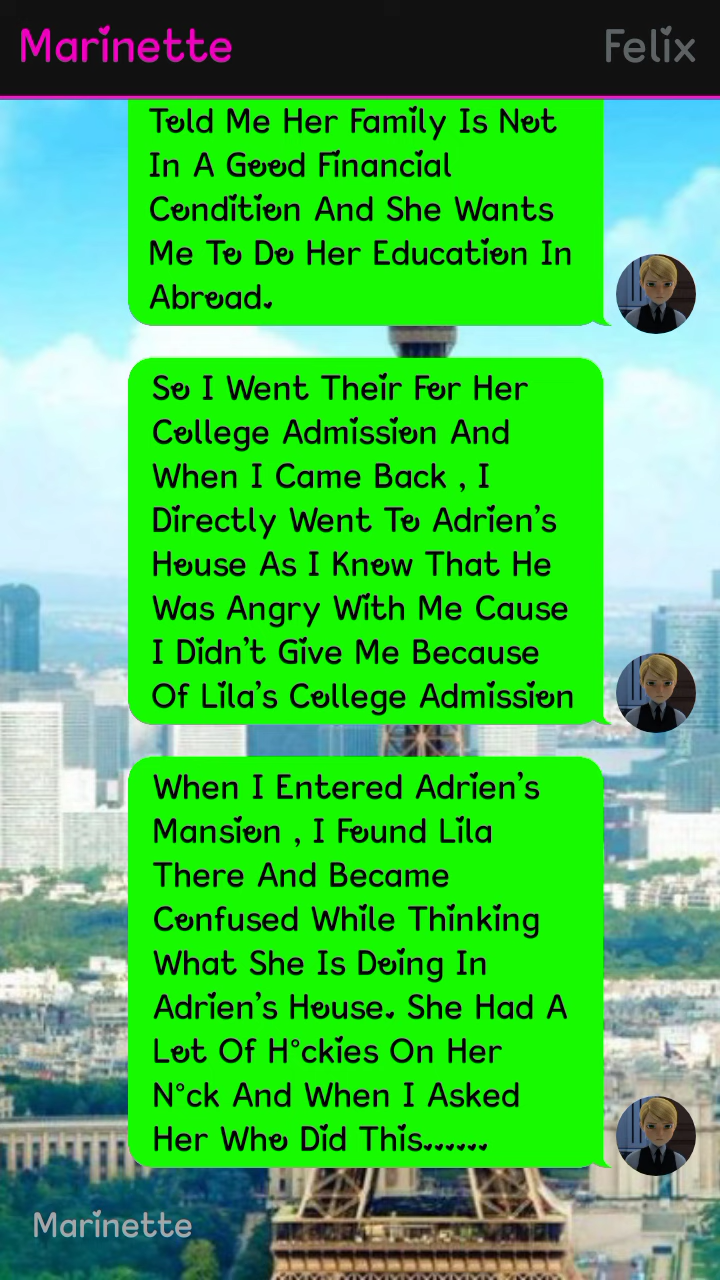 Marinette
Felix
Told Me Her Family Is Not
In A Good Financial
Condition And She Wants
Me To Do Her Education In
Abroad.
So I Went Their For Her
College Admission And
When I Came Back , I
Directly Went To Adrien's
House As I Know That He
Was Angry With Me Cause
I Didn't Give Me Because
Of Lila's College Admission
When I Entered Adrien's
Mansion , I Found Lila
There And Became
Confused While Thinking
What She Is Doing In
Adrien's House. She Had A
Lot Of H°ckies On Her
N°ck And When I Asked
Her Who Did This......
Marinette